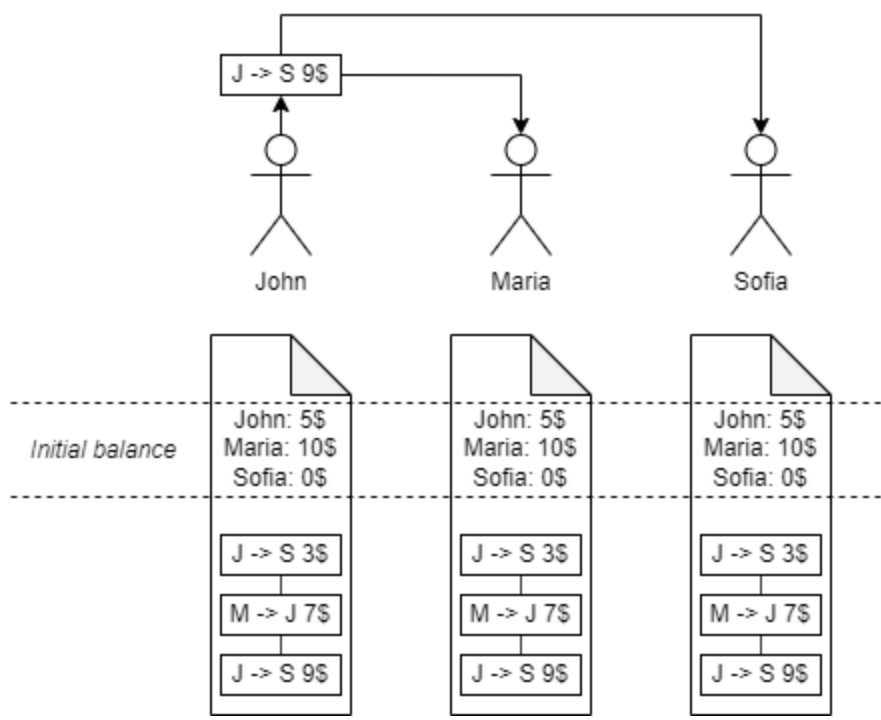 J -> S 9$
John
Maria
Sofia
Initial balance
John: 5$
Maria: 10$
Sofia: 0$
John: 5$
Maria: 10$
Sofia: 0$
John: 5$
Maria: 10$
Sofia: 0$
J -> S 3$
M -> J 7$
J -> S 9$
J -> S 3$
M -> J 7$
J -> S 9$
J -> S 3$
M -> J 7$
J -> S 9$